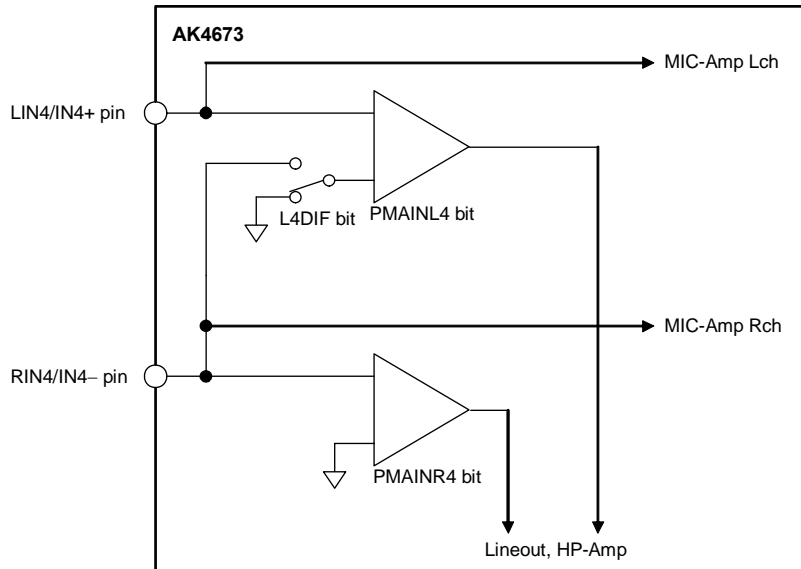 AK4673
MIC-Amp Lch
LIN4/IN4+ pin
L4DIF bit
PMAINL4 bit
MIC-Amp Rch
RIN4/IN4− pin
PMAINR4 bit
Lineout, HP-Amp